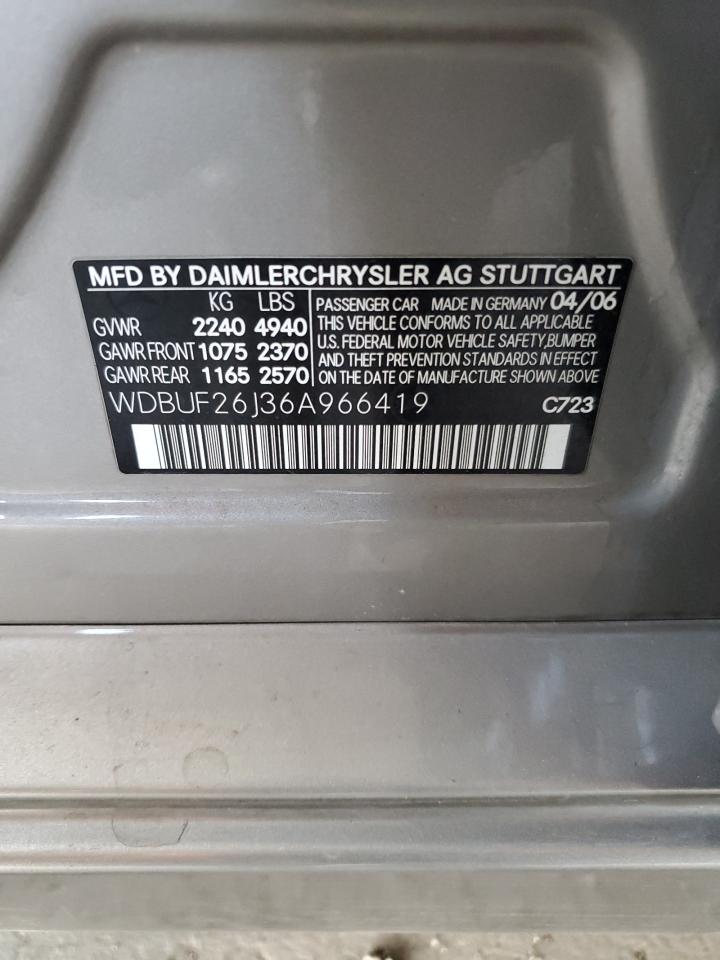 MFD BY DAIMLERCHRYSLER AG STUTTGART
KG LBS
GVWR 2240 4940
GAWR FRONT 1075 2370
GAWR REAR 1165 2570
PASSENGER CAR MADE IN GERMANY 04/06
THIS VEHICLE CONFORMS TO ALL APPLICABLE
U.S. FEDERAL MOTOR VEHICLE SAFETY,BUMPER
AND THEFT PREVENTION STANDARDS IN EFFECT
ON THE DATE OF MANUFACTURE SHOWN ABOVE
WDBUF26J36A966419 C723